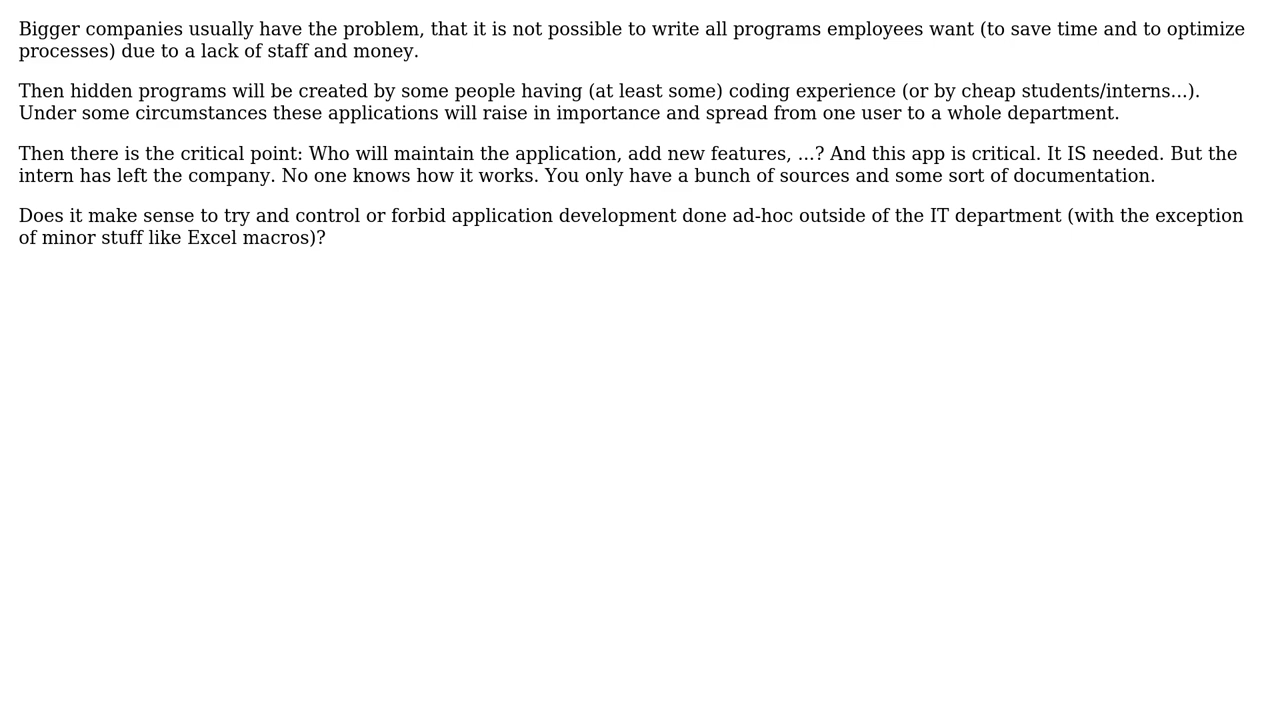 Bigger companies usually have the problem, that it is not possible to write all programs employees want (to save time and to optimize
processes) due to a lack of staff and money.
Then hidden programs will be created by some people having (at least some) coding experience (or by cheap students/interns...).
Under some circumstances these applications will raise in importance and spread from one user to a whole department.
Then there is the critical point: Who will maintain the application, add new features, ...? And this app is critical. It IS needed. But the
intern has left the company. No one knows how it works. You only have a bunch of sources and some sort of documentation.
Does it make sense to try and control or forbid application development done ad-hoc outside of the IT department (with the exception
of minor stuff like Excel macros)?